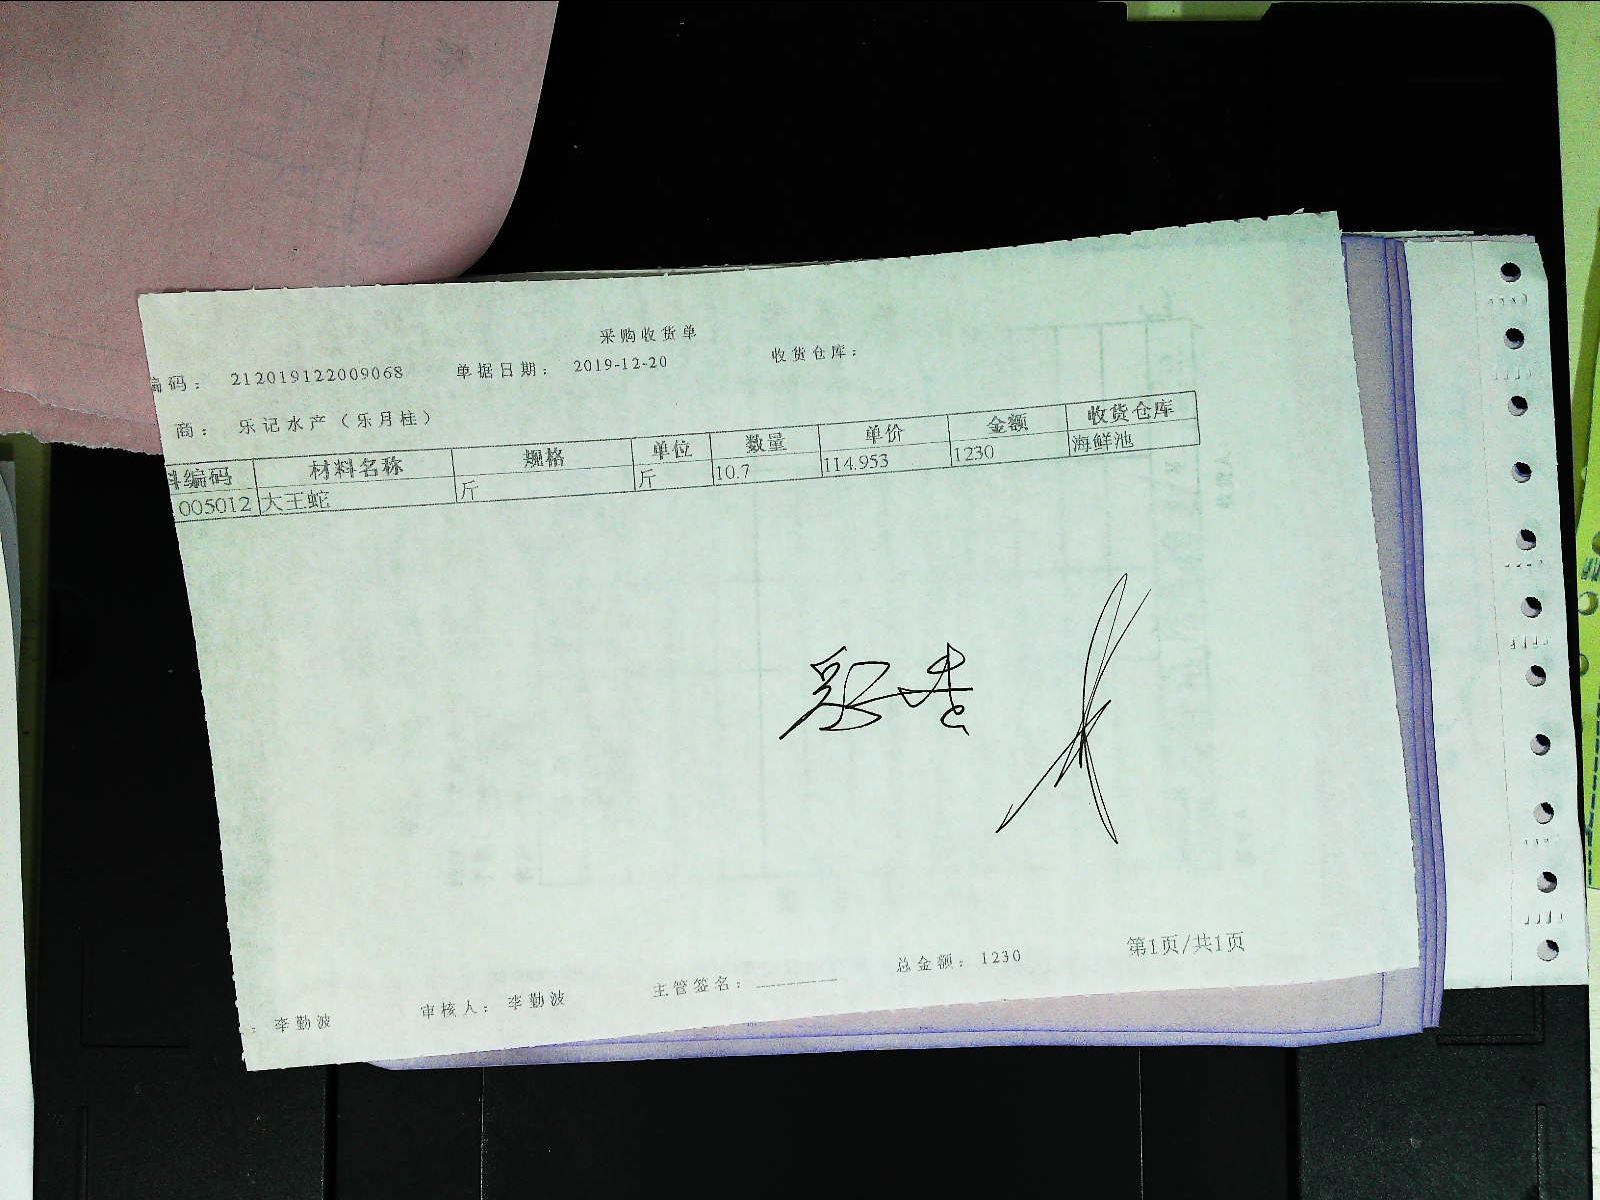 采购收货单
编码： 212019122009068 单据日期： 2019-12-20 收货仓库：
商： 乐记水产（乐月桂）
料编码 材料名称 规格 单位 数量 单价 金额 收货仓库
005012 大王蛇 斤 斤 10.7 114.953 1230 海鲜池
： 李勤波 审核人： 李勤波 主管签名： 总金额： 1230 第1页/共1页